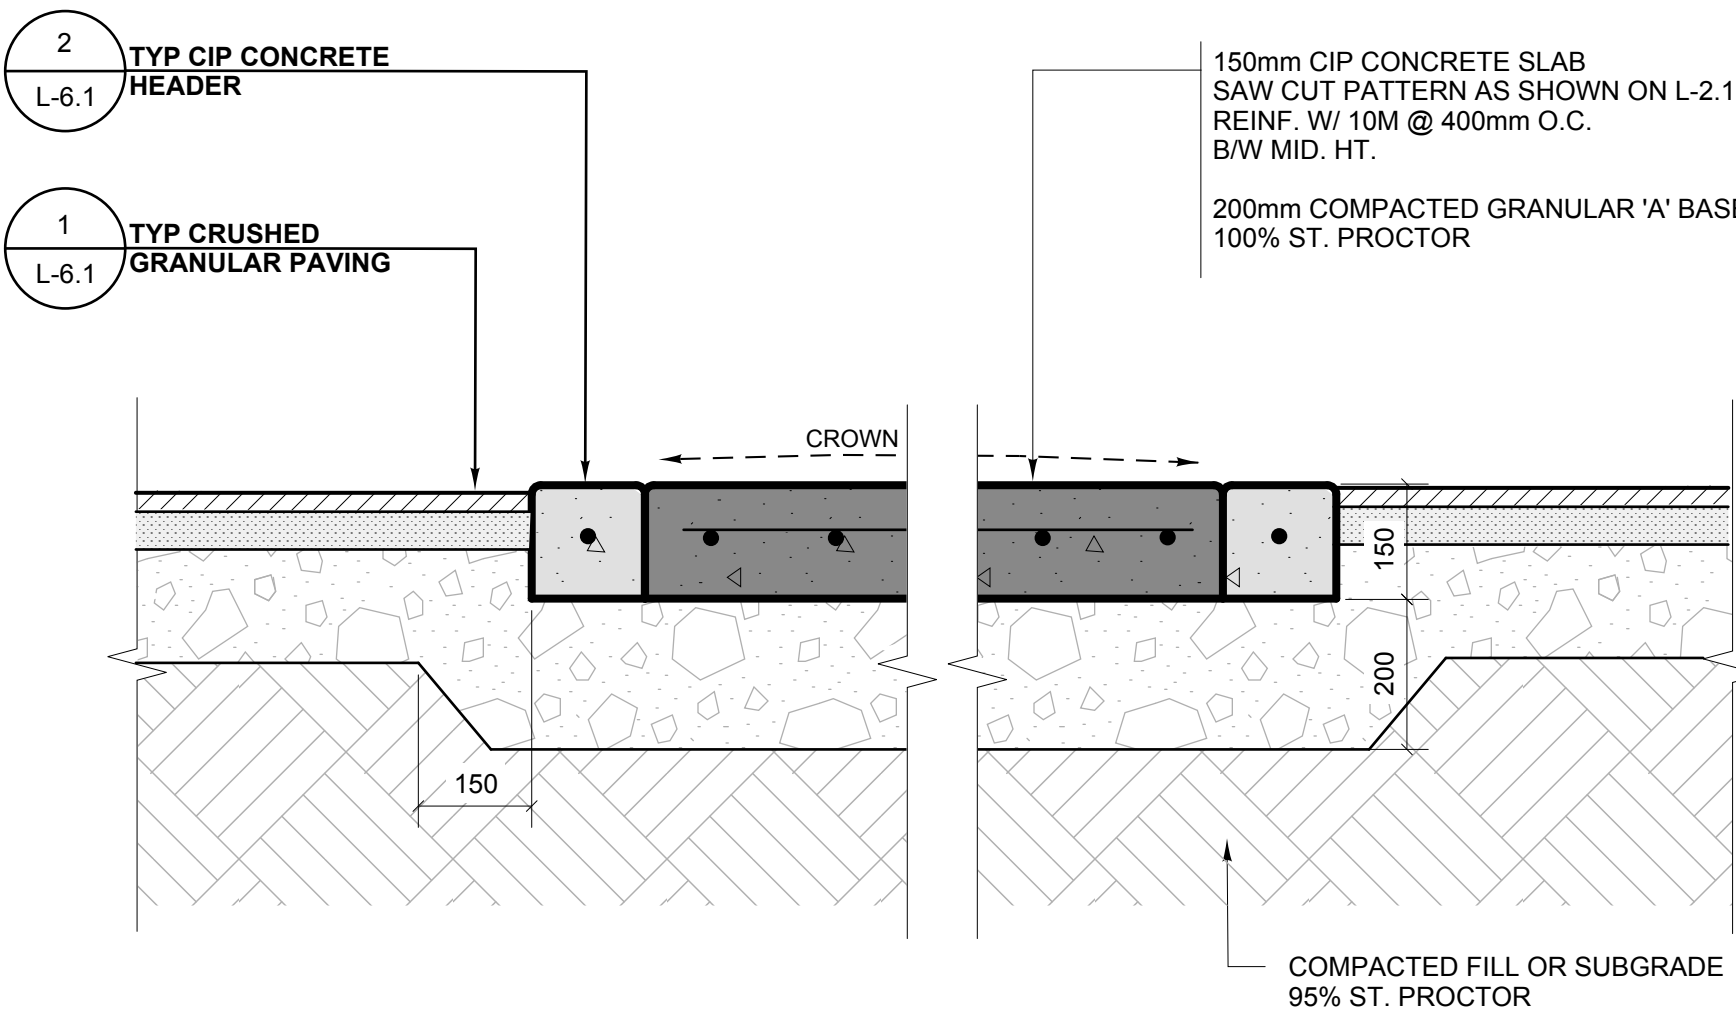 2
L-6.1
TYP CIP CONCRETE
HEADER
1
L-6.1
TYP CRUSHED
GRANULAR PAVING
150mm CIP CONCRETE SLAB
SAW CUT PATTERN AS SHOWN ON L-2.1
REINF. W/ 10M @ 400mm O.C.
B/W MID. HT.
200mm COMPACTED GRANULAR 'A' BASE
100% ST. PROCTOR
CROWN
150
200
150
COMPACTED FILL OR SUBGRADE
95% ST. PROCTOR